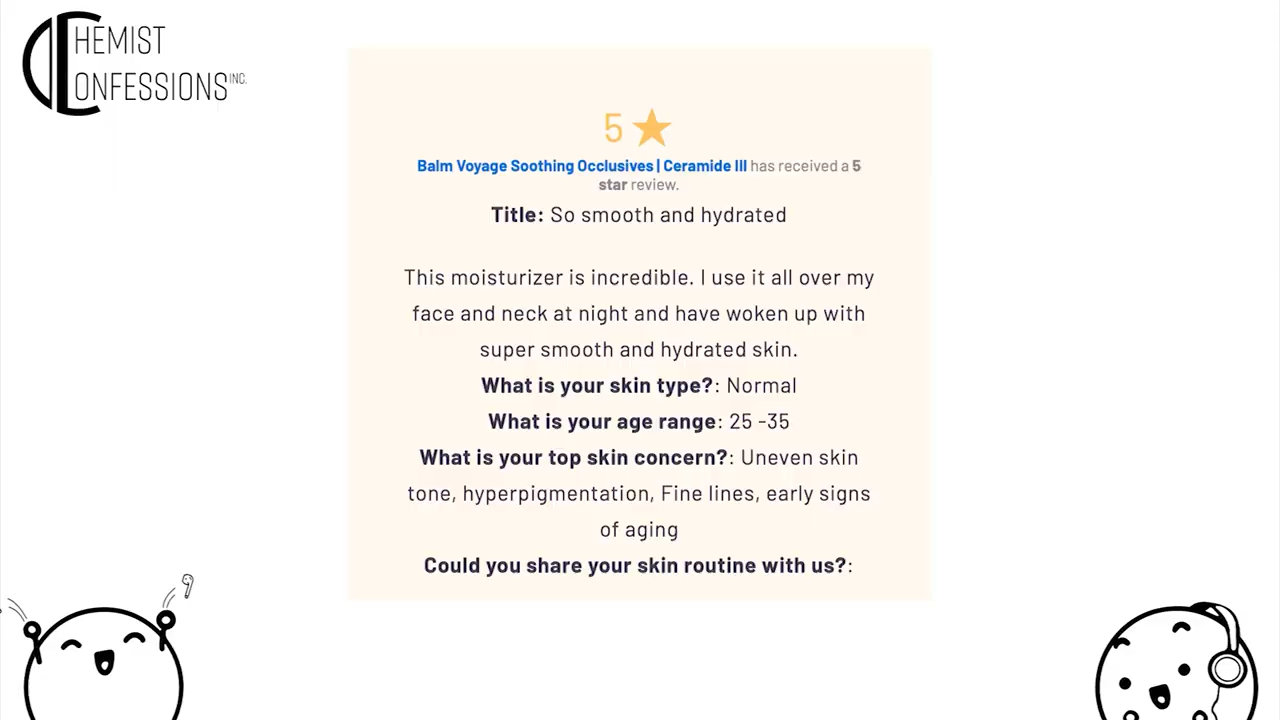 CHEMIST
CONFESSIONS INC.
5
Balm Voyage Soothing Occlusives | Ceramide III has received a 5
star review.
Title: So smooth and hydrated
This moisturizer is incredible. I use it all over my
face and neck at night and have woken up with
super smooth and hydrated skin.
What is your skin type?: Normal
What is your age range: 25 -35
What is your top skin concern?: Uneven skin
tone, hyperpigmentation, Fine lines, early signs
of aging
Could you share your skin routine with us?: